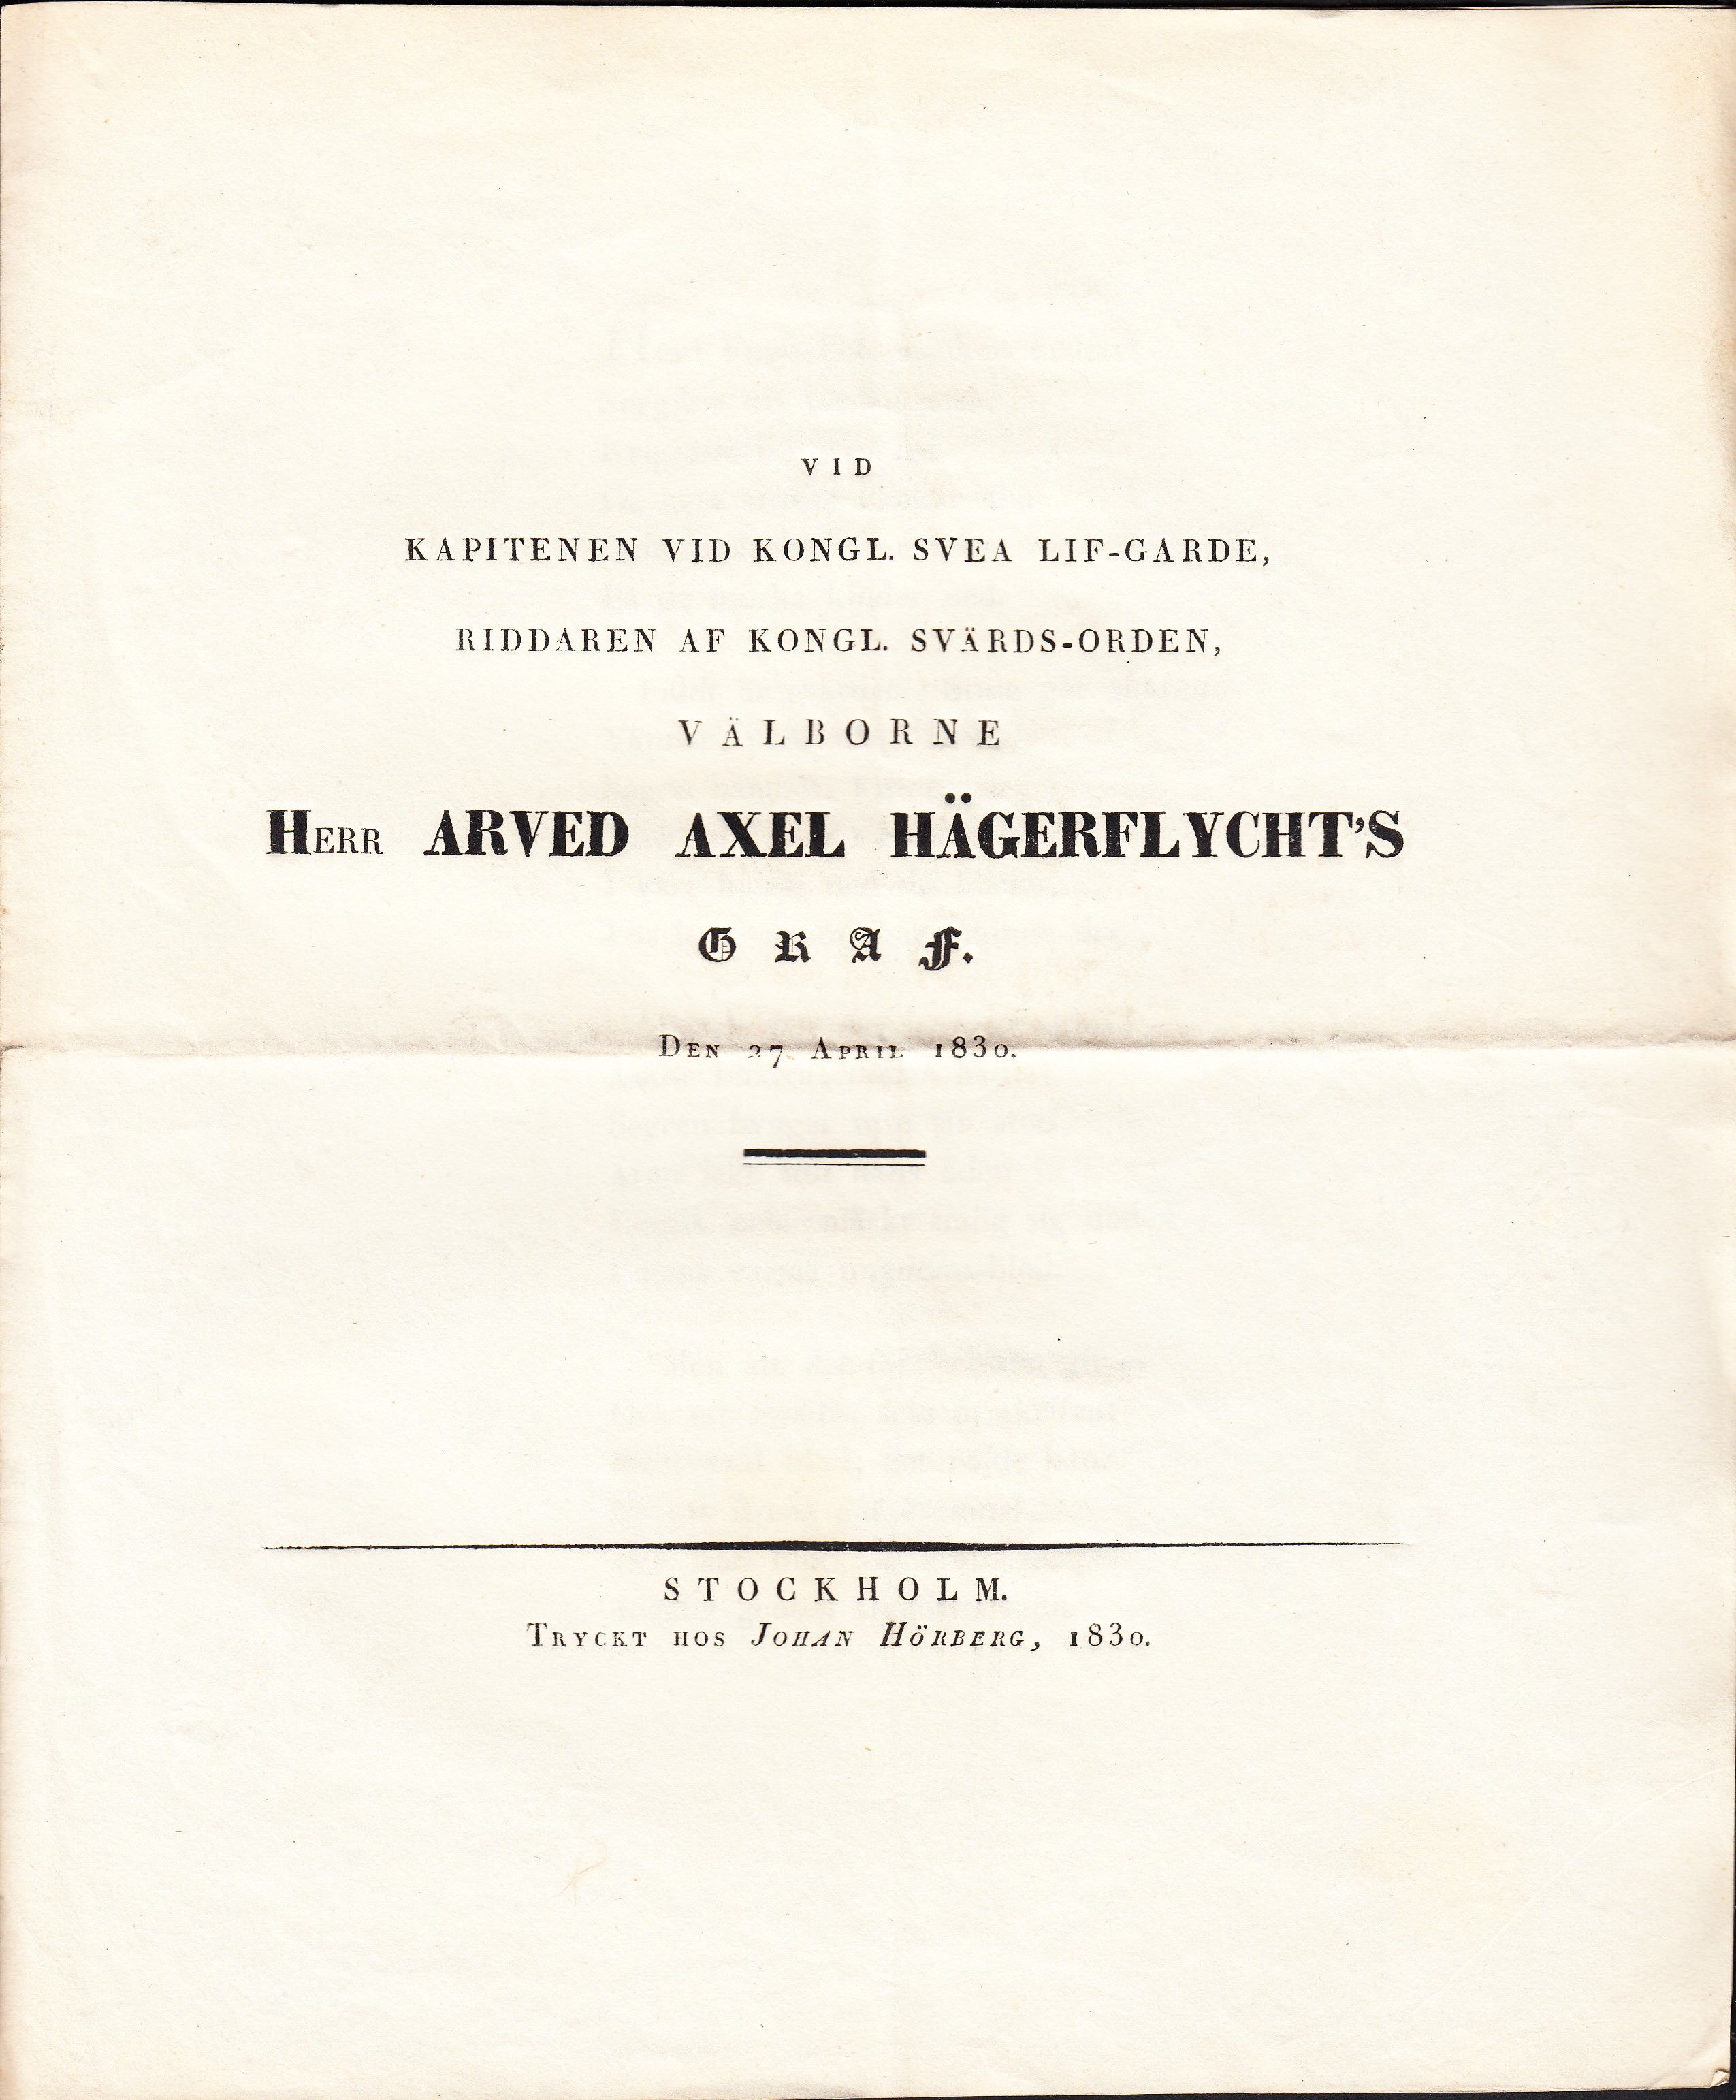 VID
KAPITENEN VID KONGL. SVEA LIF-GARDE,
RIDDAREN AF KONGL. SVÄRDS-ORDEN,
VÄLBORNE
HERR ARVED AXEL HÄGERFLYCHT'S
GRAF.
DEN 27 APRIL 1830.
STOCKHOLM.
TRYCKT HOS JOHAN HÖRBERG, 1830.